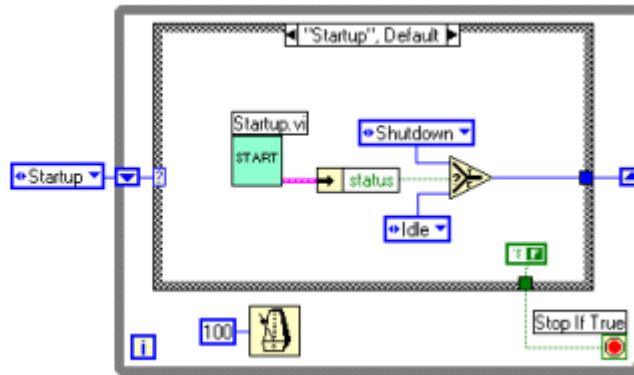 "Startup", Default
Startup.vi
START
Shutdown
Startup
?
status
Idle
F
100
Stop If True
i